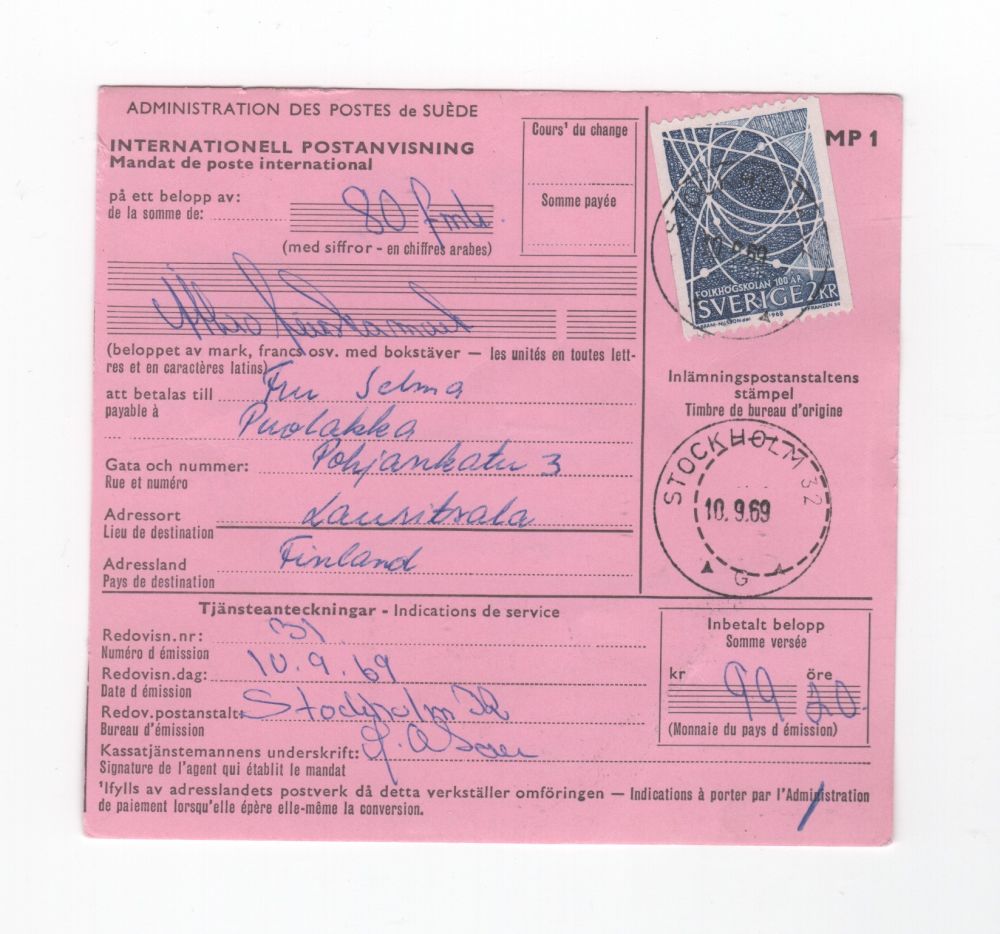 ADMINISTRATION DES POSTES de SUÈDE
INTERNATIONELL POSTANVISNING
Mandat de poste international
MP 1
Cours¹ du change
Somme payée
på ett belopp av:
de la somme de:
80 fmk.
(med siffror - en chiffres arabes)
(beloppet av mark, francs osv. med bokstäver — les unités en toutes lett-
res et en caractères latins)
att betalas till Fru Selma
payable à
Puolakka
Gata och nummer: Pohjankatu 3
Rue et numéro
Adressort Lauritsala
Lieu de destination
Adressland Finland
Pays de destination
FOLKHÖGSKOLAN 100 ÅR
SVERIGE 2 KR
1968
FRANZEN SC
69
Inlämningspostanstaltens
stämpel
Timbre de bureau d'origine
STOCKHOLM 32
10. 9. 69
G
Tjänsteanteckningar - Indications de service
Redovisn.nr: 31
Numéro d émission
Redovisn.dag: 10.9.69
Date d émission
Redov.postanstalt: Stockholm 32
Bureau d'émission
Kassatjänstemannens underskrift:
Signature de l'agent qui établit le mandat
Inbetalt belopp
Somme versée
kr öre
99 20
(Monnaie du pays d émission)
¹Ifylls av adresslandets postverk då detta verkställer omföringen — Indications à porter par l'Administration
de paiement lorsqu'elle épère elle-même la conversion.